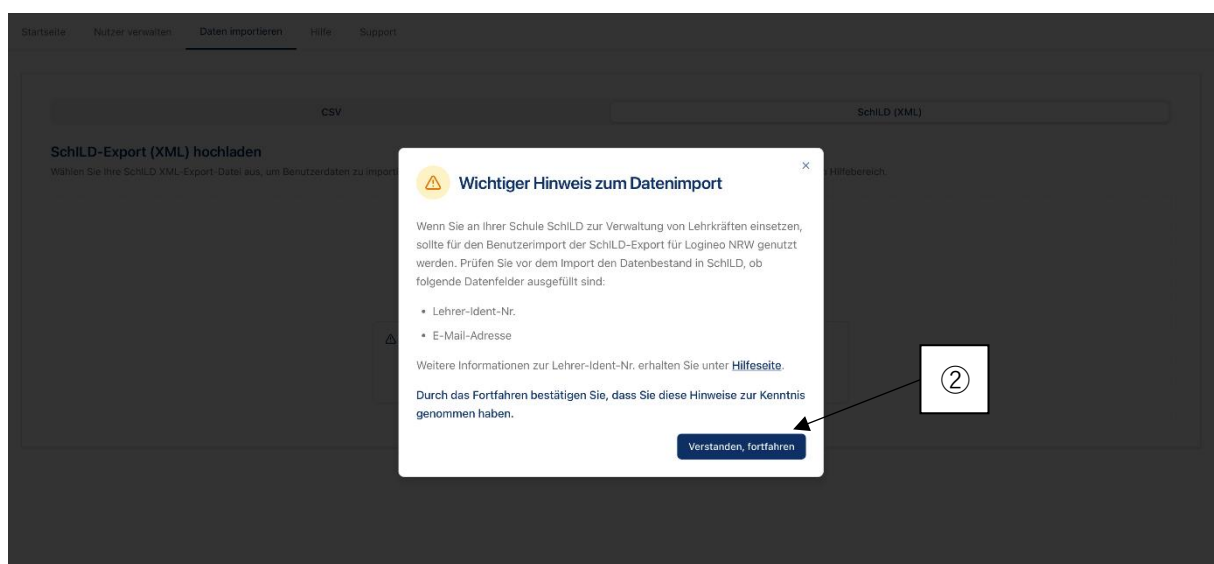 Startseite Nutzer verwalten Daten importieren Hilfe Support
CSV SchILD (XML)
SchILD-Export (XML) hochladen
Wählen Sie Ihre SchILD XML-Export-Datei aus, um Benutzerdaten zu import
Hilfebereich.
Wichtiger Hinweis zum Datenimport
Wenn Sie an Ihrer Schule SchILD zur Verwaltung von Lehrkräften einsetzen,
sollte für den Benutzerimport der SchILD-Export für Logineo NRW genutzt
werden. Prüfen Sie vor dem Import den Datenbestand in SchILD, ob
folgende Datenfelder ausgefüllt sind:
• Lehrer-Ident-Nr.
• E-Mail-Adresse
Weitere Informationen zur Lehrer-Ident-Nr. erhalten Sie unter Hilfeseite.
Durch das Fortfahren bestätigen Sie, dass Sie diese Hinweise zur Kenntnis
genommen haben.
Verstanden, fortfahren
②